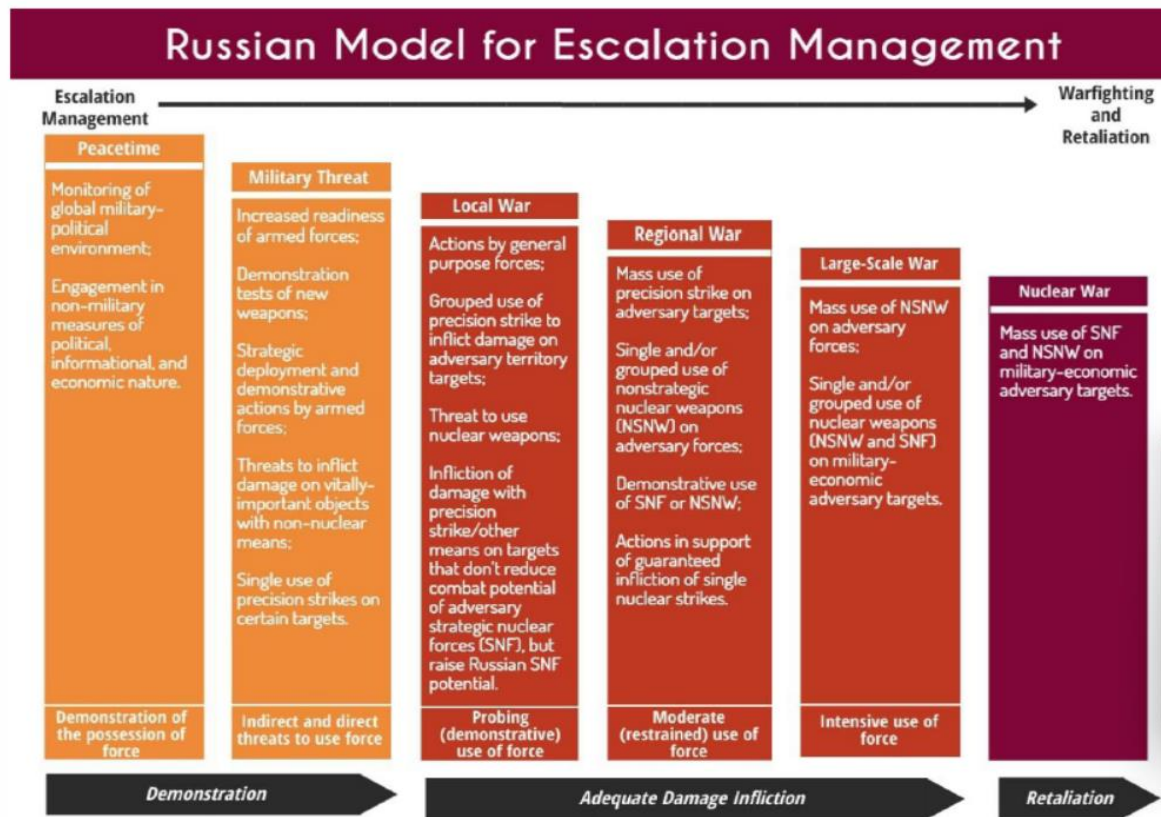 Russian Model for Escalation Management
Escalation
Management
Warfighting
and
Retaliation
Peacetime
Monitoring of
global military-
political
environment;
Engagement in
non-military
measures of
political,
informational, and
economic nature.
Demonstration of
the possession of
force
Military Threat
Increased readiness
of armed forces;
Demonstration
tests of new
weapons;
Strategic
deployment and
demonstrative
actions by armed
forces;
Threats to inflict
damage on vitally-
important objects
with non-nuclear
means;
Single use of
precision strikes on
certain targets.
Indirect and direct
threats to use force
Local War
Actions by general
purpose forces;
Grouped use of
precision strike to
inflict damage on
adversary territory
targets;
Threat to use
nuclear weapons;
Infliction of
damage with
precision
strike/other
means on targets
that don't reduce
combat potential
of adversary
strategic nuclear
forces (SNF), but
raise Russian SNF
potential.
Probing
(demonstrative)
use of force
Regional War
Mass use of
precision strike on
adversary targets;
Single and/or
grouped use of
nonstrategic
nuclear weapons
(NSNW) on
adversary forces;
Demonstrative use
of SNF or NSNW;
Actions in support
of guaranteed
infliction of single
nuclear strikes.
Moderate
(restrained) use of
force
Large-Scale War
Mass use of NSNW
on adversary
forces;
Single and/or
grouped use of
nuclear weapons
(NSNW and SNF)
on military-
economic
adversary targets.
Intensive use of
force
Nuclear War
Mass use of SNF
and NSNW on
military-economic
adversary targets.
Demonstration
Adequate Damage Infliction
Retaliation